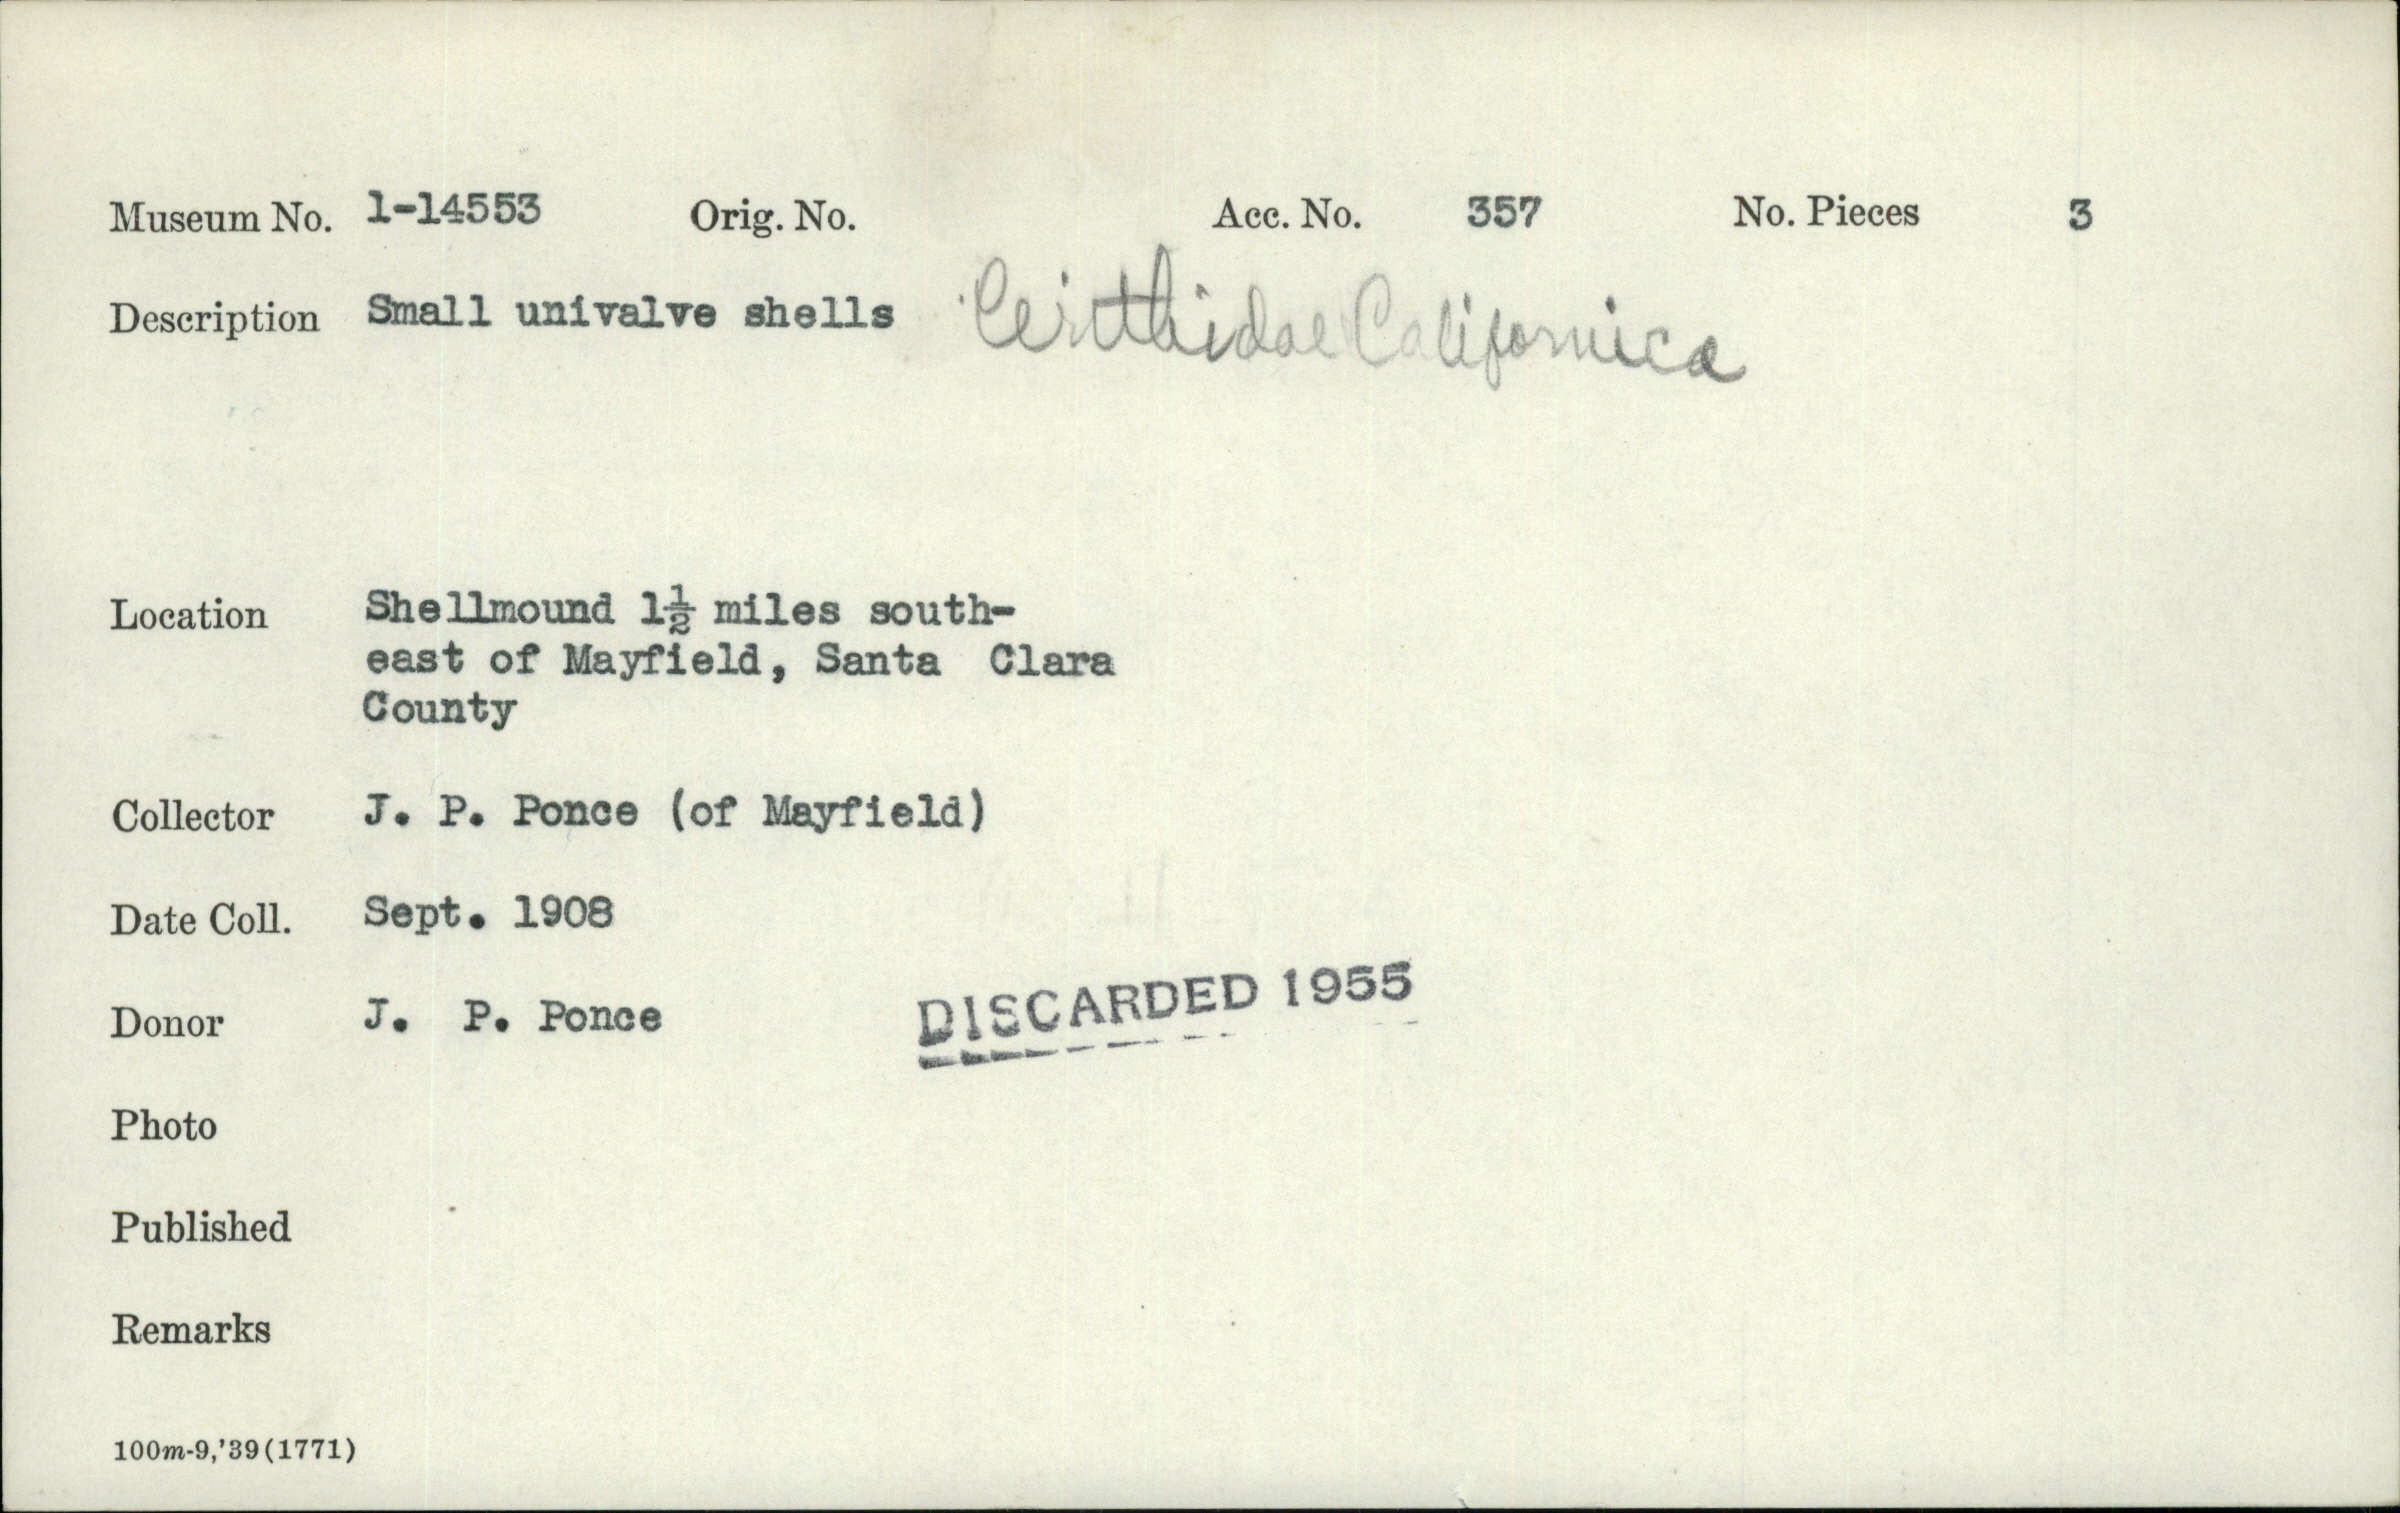 Museum No. 1-14553 Orig. No. Acc. No. 357 No. Pieces 3
Description Small univalve shells Cerithidae Californica
Location Shellmound 1½ miles south-
east of Mayfield, Santa Clara
County
Collector J. P. Ponce (of Mayfield)
Date Coll. Sept. 1908
Donor J. P. Ponce DISCARDED 1955
Photo
Published
Remarks
100m-9,'39(1771)